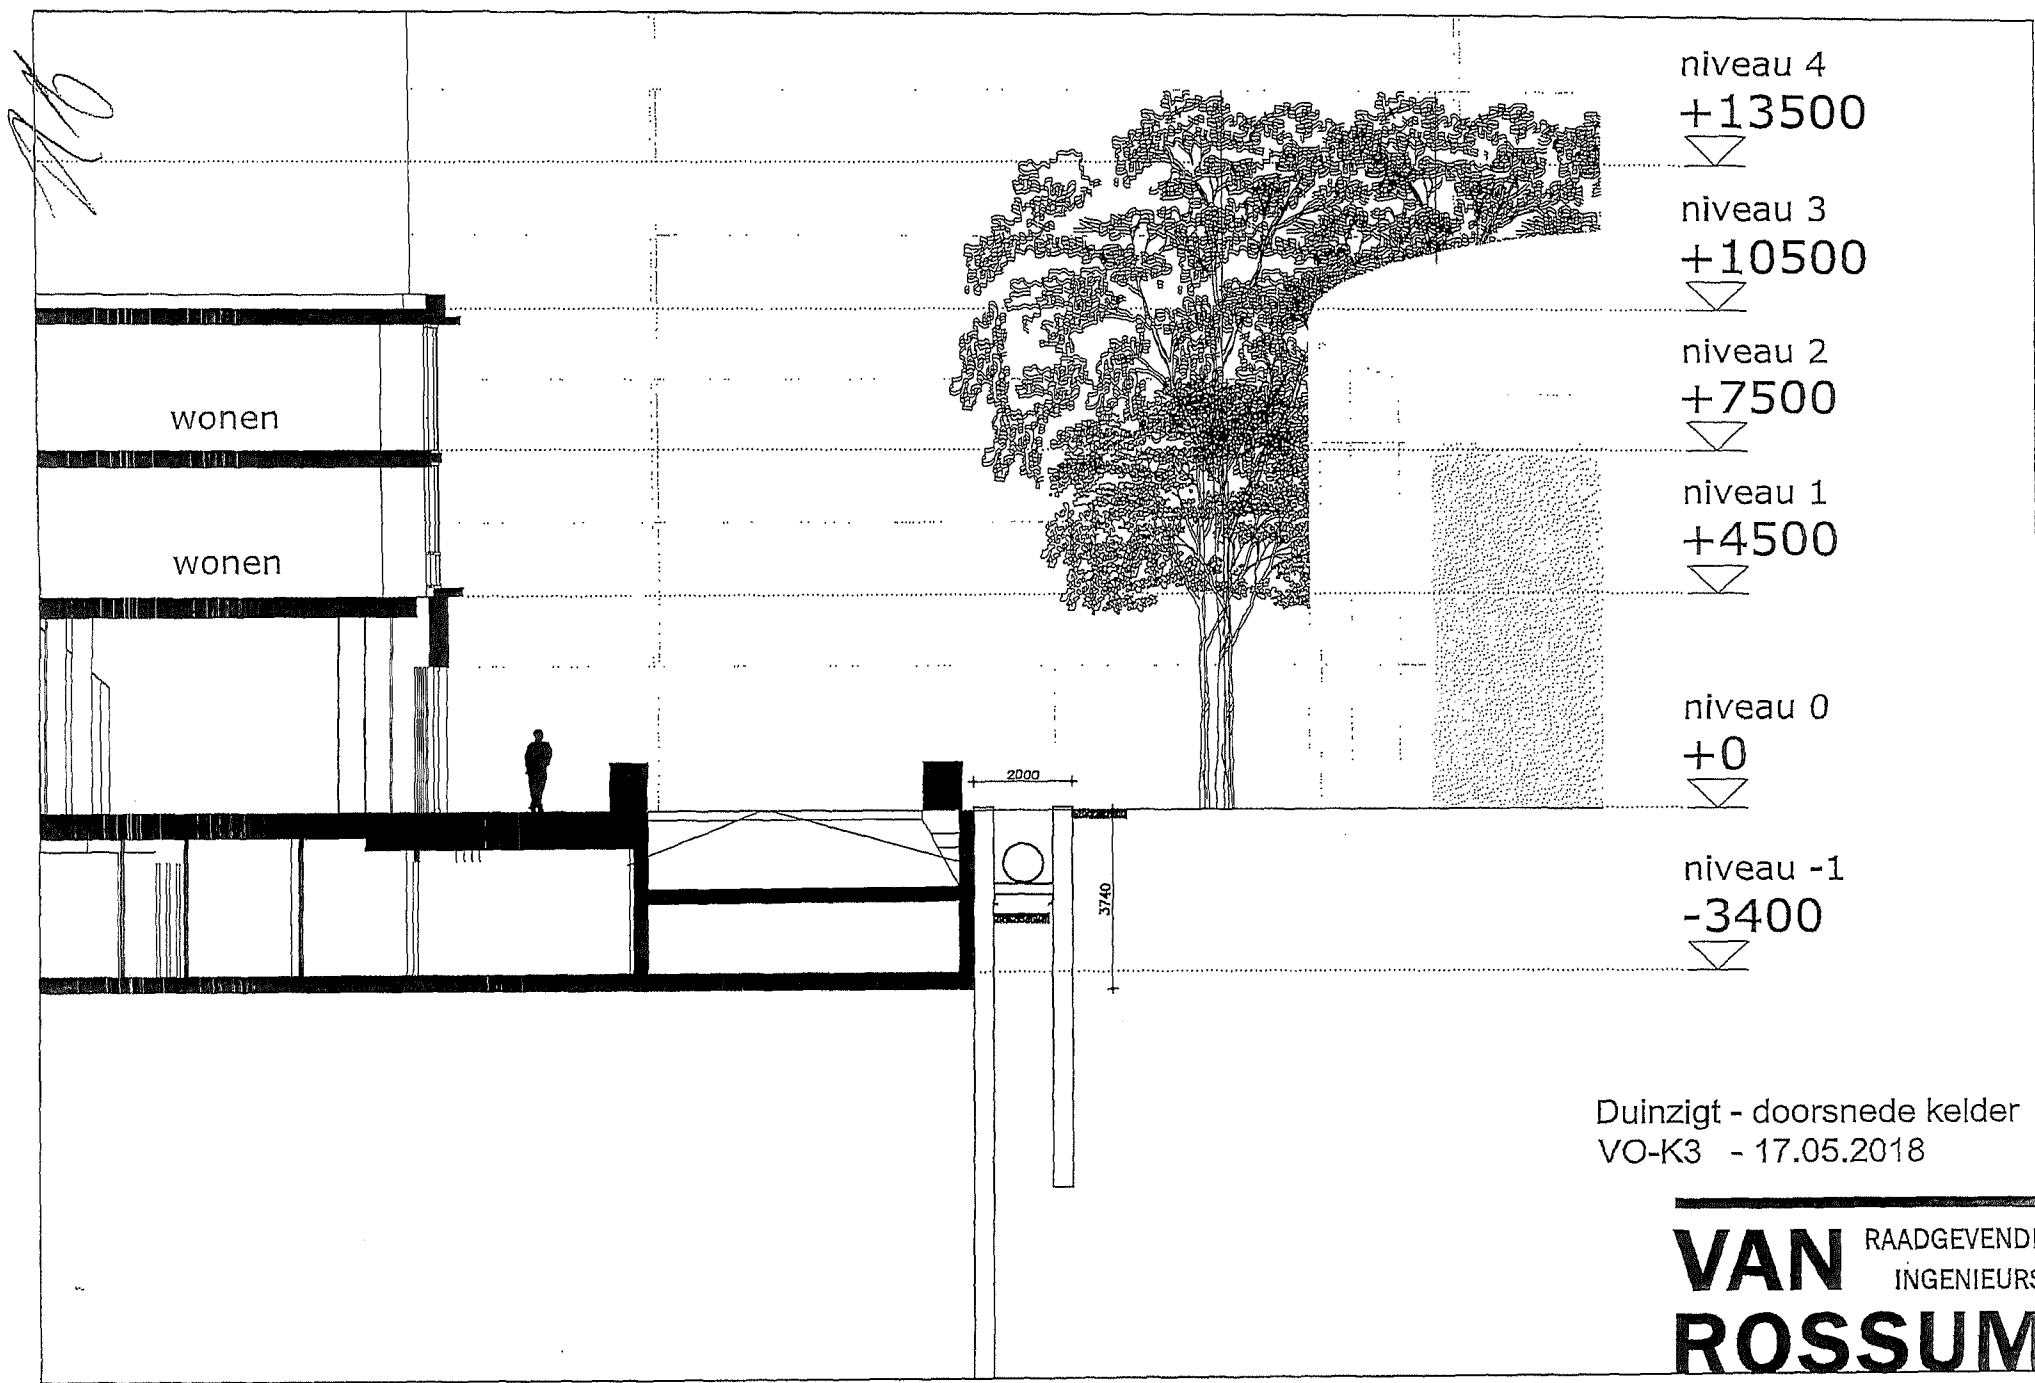 niveau 4
+13500
niveau 3
+10500
niveau 2
+7500
wonen
niveau 1
+4500
wonen
niveau 0
+0
2000
niveau -1
-3400
3740
Duinzigt - doorsnede kelder
VO-K3 - 17.05.2018
VAN RAADGEVENDE
INGENIEURS
ROSSUM